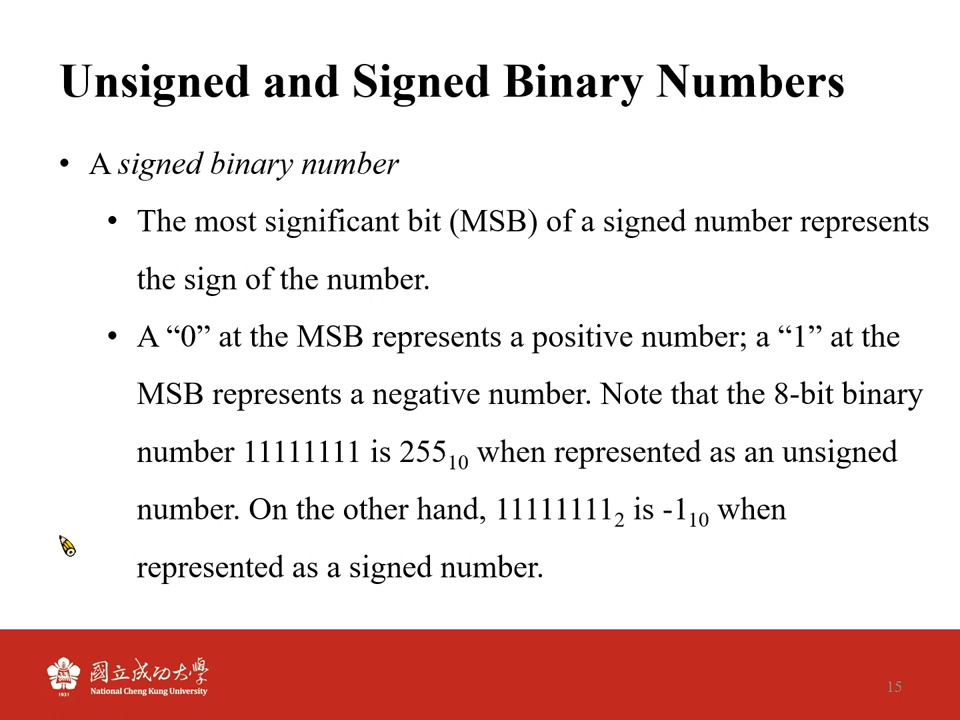 Unsigned and Signed Binary Numbers
• A signed binary number
• The most significant bit (MSB) of a signed number represents
the sign of the number.
• A “0” at the MSB represents a positive number; a “1” at the
MSB represents a negative number. Note that the 8-bit binary
number 11111111 is 255₁₀ when represented as an unsigned
number. On the other hand, 11111111₂ is -1₁₀ when
represented as a signed number.
國立成功大學
National Cheng Kung University
1931
15